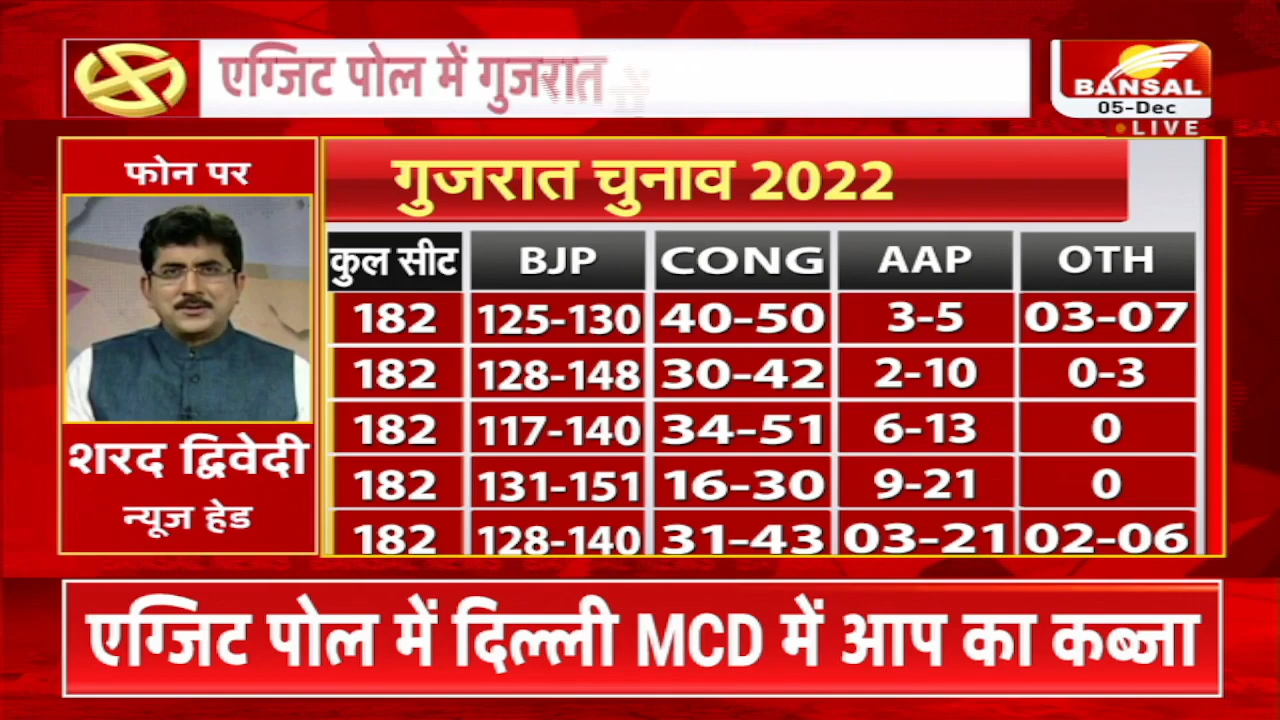 एग्जिट पोल में गुजरात
BANSAL
05-Dec
LIVE
फोन पर
शरद द्विवेदी
न्यूज हेड
गुजरात चुनाव 2022
कुल सीट BJP CONG AAP OTH
182 125-130 40-50 3-5 03-07
182 128-148 30-42 2-10 0-3
182 117-140 34-51 6-13 0
182 131-151 16-30 9-21 0
182 128-140 31-43 03-21 02-06
एग्जिट पोल में दिल्ली MCD में आप का कब्जा